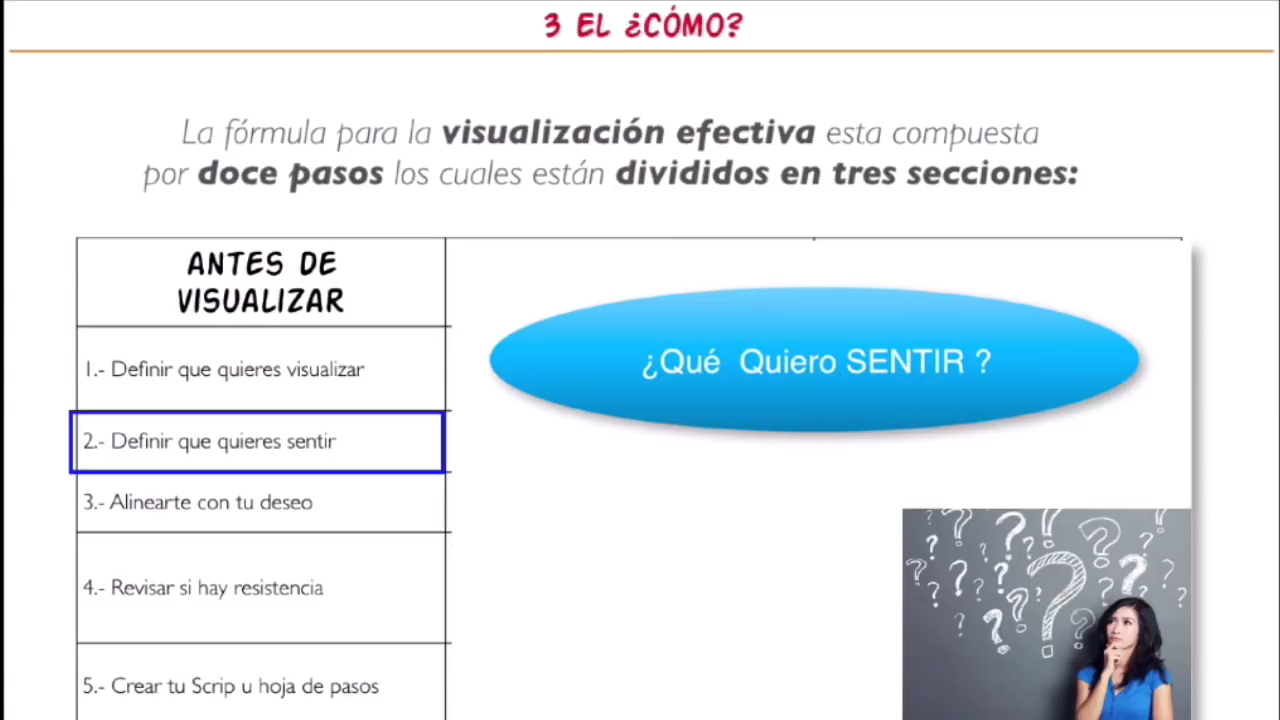 3 EL ¿CÓMO?
La fórmula para la visualización efectiva esta compuesta
por doce pasos los cuales están divididos en tres secciones:
ANTES DE
VISUALIZAR
1.- Definir que quieres visualizar
2.- Definir que quieres sentir
3.- Alinearte con tu deseo
4.- Revisar si hay resistencia
5.- Crear tu Scrip u hoja de pasos
¿Qué Quiero SENTIR ?